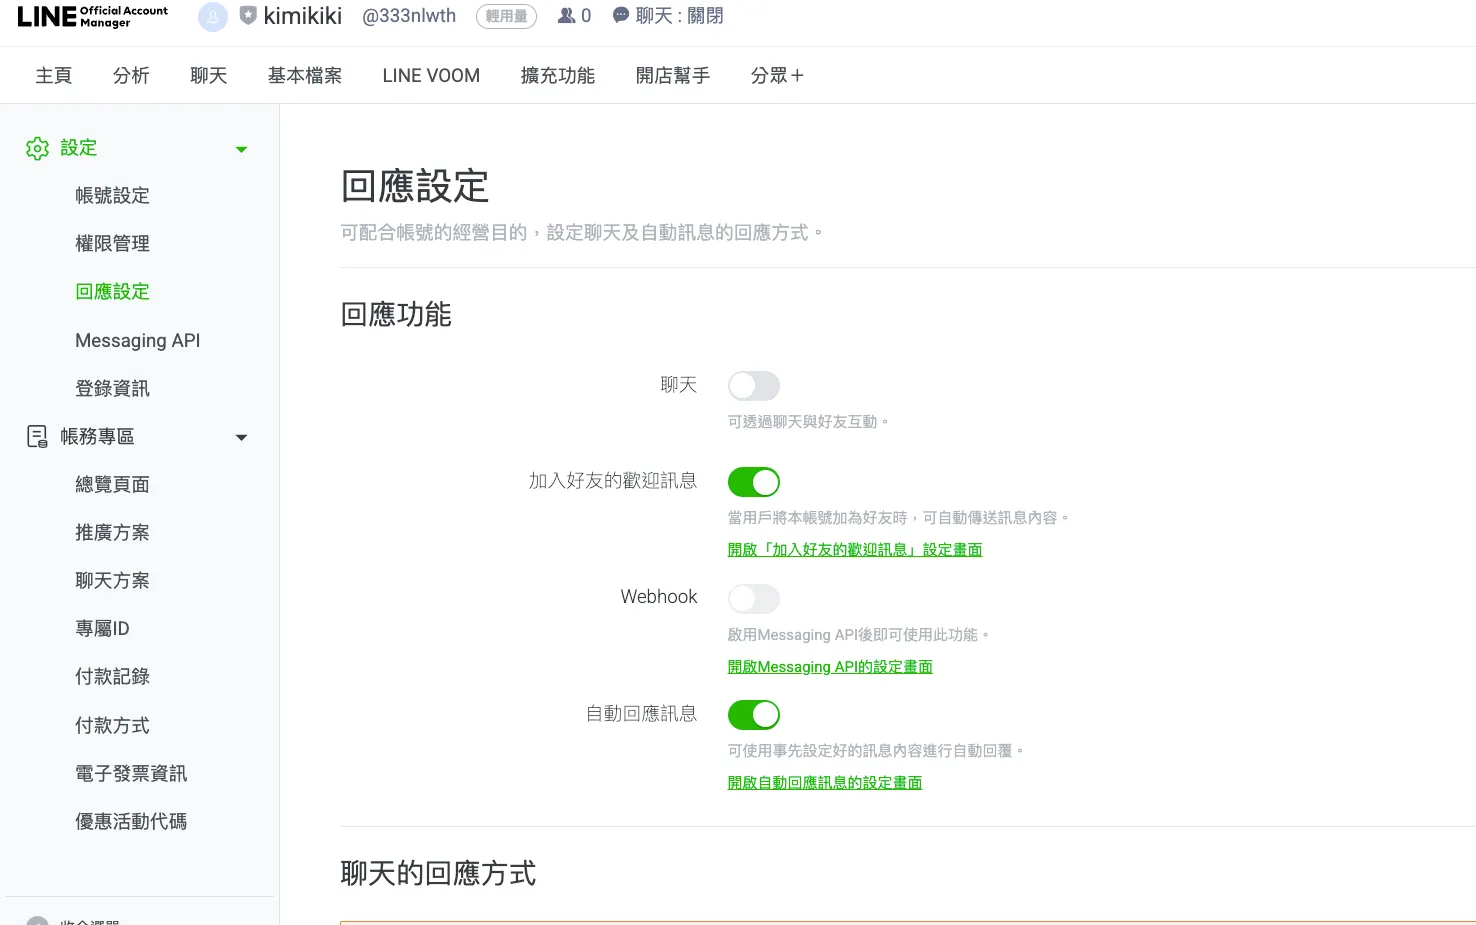 LINE Official Account Manager
kimikiki @333nlwth 輕用量 0 聊天 : 關閉
主頁 分析 聊天 基本檔案 LINE VOOM 擴充功能 開店幫手 分眾+
設定
帳號設定
權限管理
回應設定
Messaging API
登錄資訊
帳務專區
總覽頁面
推廣方案
聊天方案
專屬ID
付款記錄
付款方式
電子發票資訊
優惠活動代碼
回應設定
可配合帳號的經營目的,設定聊天及自動訊息的回應方式。
回應功能
聊天
可透過聊天與好友互動。
加入好友的歡迎訊息
當用戶將本帳號加為好友時,可自動傳送訊息內容。
開啟「加入好友的歡迎訊息」設定畫面
Webhook
啟用Messaging API後即可使用此功能。
開啟Messaging API的設定畫面
自動回應訊息
可使用事先設定好的訊息內容進行自動回覆。
開啟自動回應訊息的設定畫面
聊天的回應方式